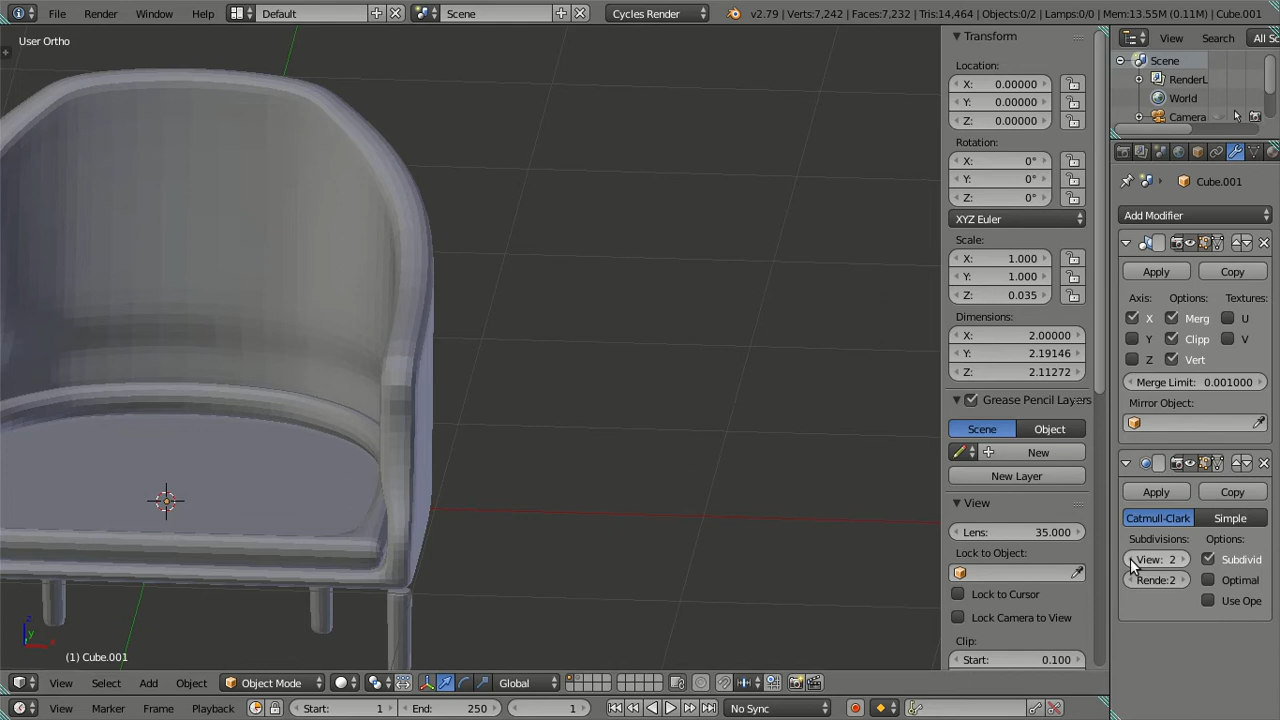 File Render Window Help Default Scene Cycles Render v2.79 | Verts:7,242 | Faces:7,232 | Tris:14,464 | Objects:0/2 | Lamps:0/0 | Mem:13.55M (0.11M) | Cube.001
User Ortho
Transform
Location:
X: 0.00000
Y: 0.00000
Z: 0.00000
Rotation:
X: 0°
Y: 0°
Z: 0°
XYZ Euler
Scale:
X: 1.000
Y: 1.000
Z: 0.035
Dimensions:
X: 2.00000
Y: 2.19146
Z: 2.11272
Grease Pencil Layers
Scene Object
New
New Layer
View
Lens: 35.000
Lock to Object:
Lock to Cursor
Lock Camera to View
Clip:
Start: 0.100
View Search All Sc
Scene
RenderL
World
Camera
Cube.001
Add Modifier
Apply Copy
Axis: Options: Textures:
X Merg U
Y Clipp V
Z Vert
Merge Limit: 0.001000
Mirror Object:
Apply Copy
Catmull-Clark Simple
Subdivisions: Options:
View: 2 Subdivid
Rende:2 Optimal
Use Ope
z
y
x
(1) Cube.001
View Select Add Object Object Mode Global
View Marker Frame Playback Start: 1 End: 250 1 No Sync